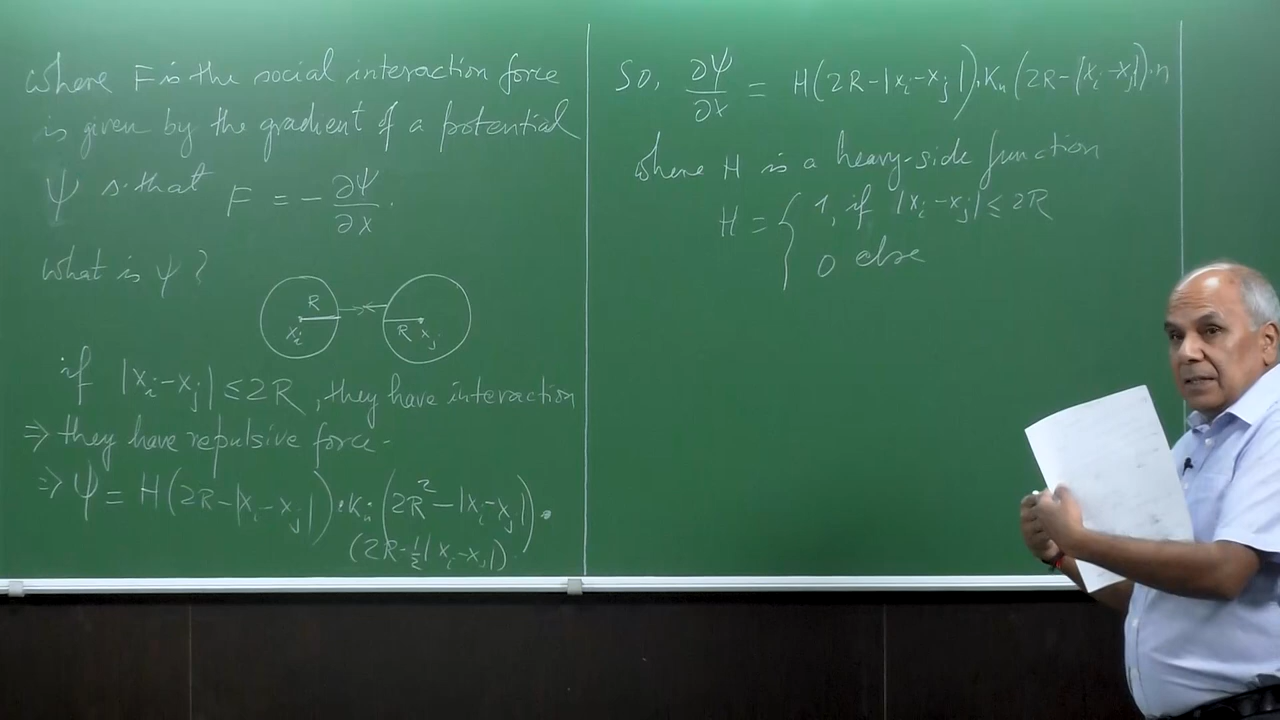 Where F is the social interaction force
is given by the gradient of a potential
Ψ s. that F = - ∂Ψ/∂x.
What is Ψ?
R
x_i
R x_j
if |x_i - x_j| ≤ 2R, they have interaction
⇒ they have repulsive force.
⇒ Ψ = H(2R - |x_i - x_j|) · K_n (2R² - |x_i - x_j|) ·
(2R - 1/2 |x_i - x_j|).
So, ∂Ψ/∂x = H(2R - |x_i - x_j|) · K_n (2R - |x_i - x_j|) · n
where H is a heavy-side function
H = { 1, if |x_i - x_j| ≤ 2R
0 else